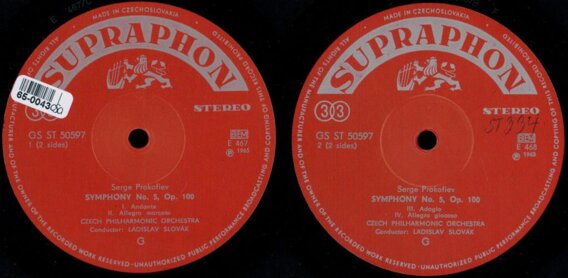 MADE IN CZECHOSLOVAKIA
ALL RIGHTS OF THE MANUFACTURER AND OF THE OWNER OF THE RECORDED WORK RESERVED - UNAUTHORIZED PUBLIC PERFORMANCE BROADCASTING AND COPYING OF THIS RECORD PROHIBITED
SUPRAPHON
65-0043
STEREO
33
GS ST 50597
1 (2 sides)
E 467
℗ 1965
Serge Prokofiev
SYMPHONY No. 5, Op. 100
I. Andante
II. Allegro marcato
CZECH PHILHARMONIC ORCHESTRA
Conductor: LADISLAV SLOVÁK
G
MADE IN CZECHOSLOVAKIA
ALL RIGHTS OF THE MANUFACTURER AND OF THE OWNER OF THE RECORDED WORK RESERVED - UNAUTHORIZED PUBLIC PERFORMANCE BROADCASTING AND COPYING OF THIS RECORD PROHIBITED
SUPRAPHON
STEREO
33
GS ST 50597
2 (2 sides)
E 468
℗ 1965
Serge Prokofiev
SYMPHONY No. 5, Op. 100
III. Adagio
IV. Allegro giocoso
CZECH PHILHARMONIC ORCHESTRA
Conductor: LADISLAV SLOVÁK
G